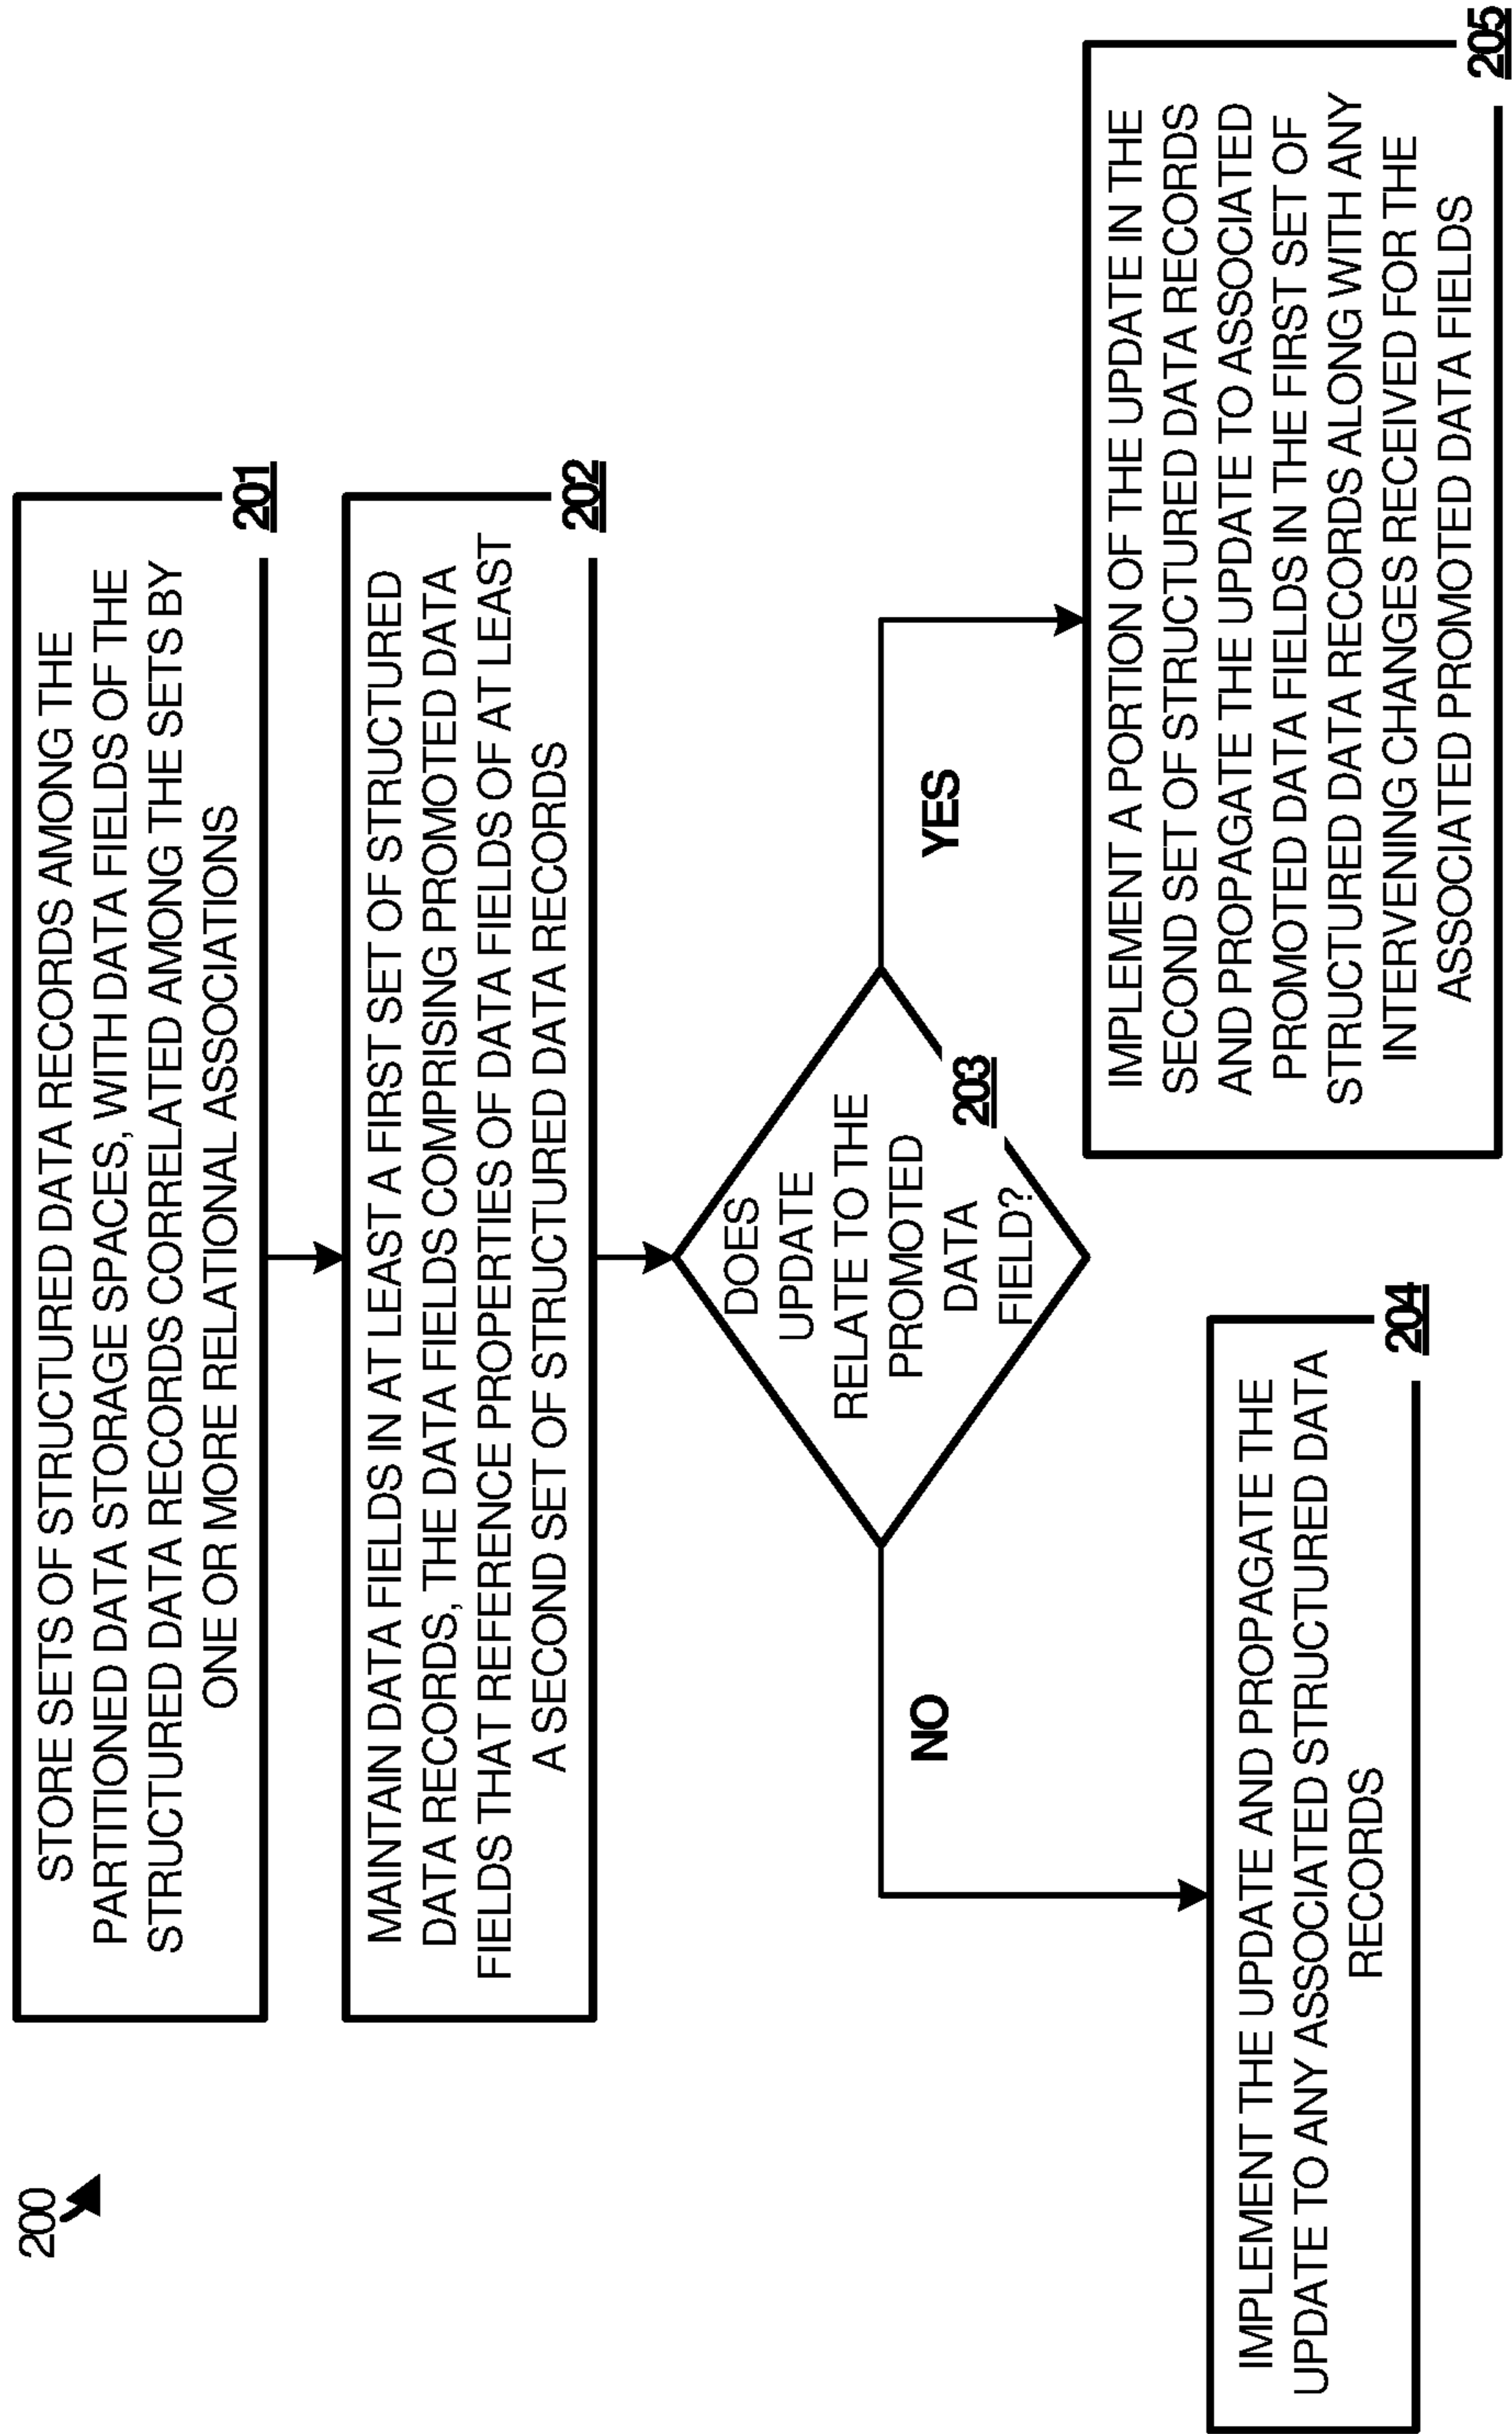 200
STORE SETS OF STRUCTURED DATA RECORDS AMONG THE
PARTITIONED DATA STORAGE SPACES, WITH DATA FIELDS OF THE
STRUCTURED DATA RECORDS CORRELATED AMONG THE SETS BY
ONE OR MORE RELATIONAL ASSOCIATIONS
201
MAINTAIN DATA FIELDS IN AT LEAST A FIRST SET OF STRUCTURED
DATA RECORDS, THE DATA FIELDS COMPRISING PROMOTED DATA
FIELDS THAT REFERENCE PROPERTIES OF DATA FIELDS OF AT LEAST
A SECOND SET OF STRUCTURED DATA RECORDS
202
DOES
UPDATE
RELATE TO THE
PROMOTED
DATA
FIELD?
203
NO
YES
IMPLEMENT THE UPDATE AND PROPAGATE THE
UPDATE TO ANY ASSOCIATED STRUCTURED DATA
RECORDS
204
IMPLEMENT A PORTION OF THE UPDATE IN THE
SECOND SET OF STRUCTURED DATA RECORDS
AND PROPAGATE THE UPDATE TO ASSOCIATED
PROMOTED DATA FIELDS IN THE FIRST SET OF
STRUCTURED DATA RECORDS ALONG WITH ANY
INTERVENING CHANGES RECEIVED FOR THE
ASSOCIATED PROMOTED DATA FIELDS
205